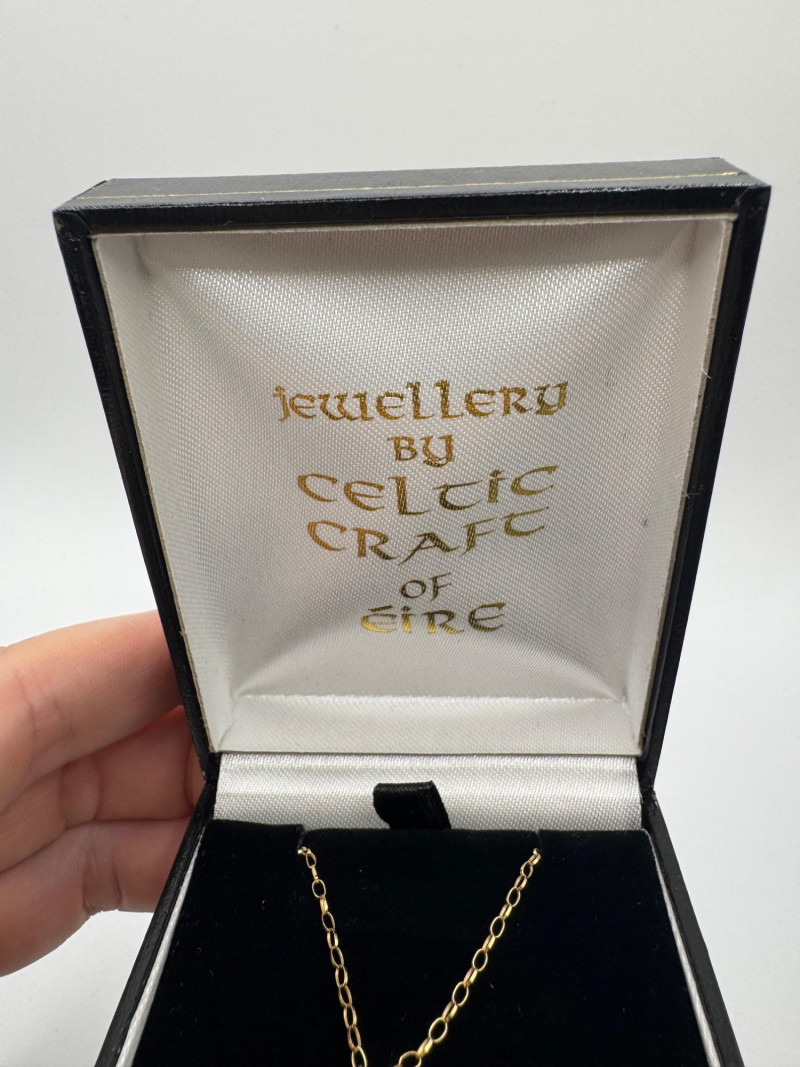 jewellery
by
celtic
craft
of
éire